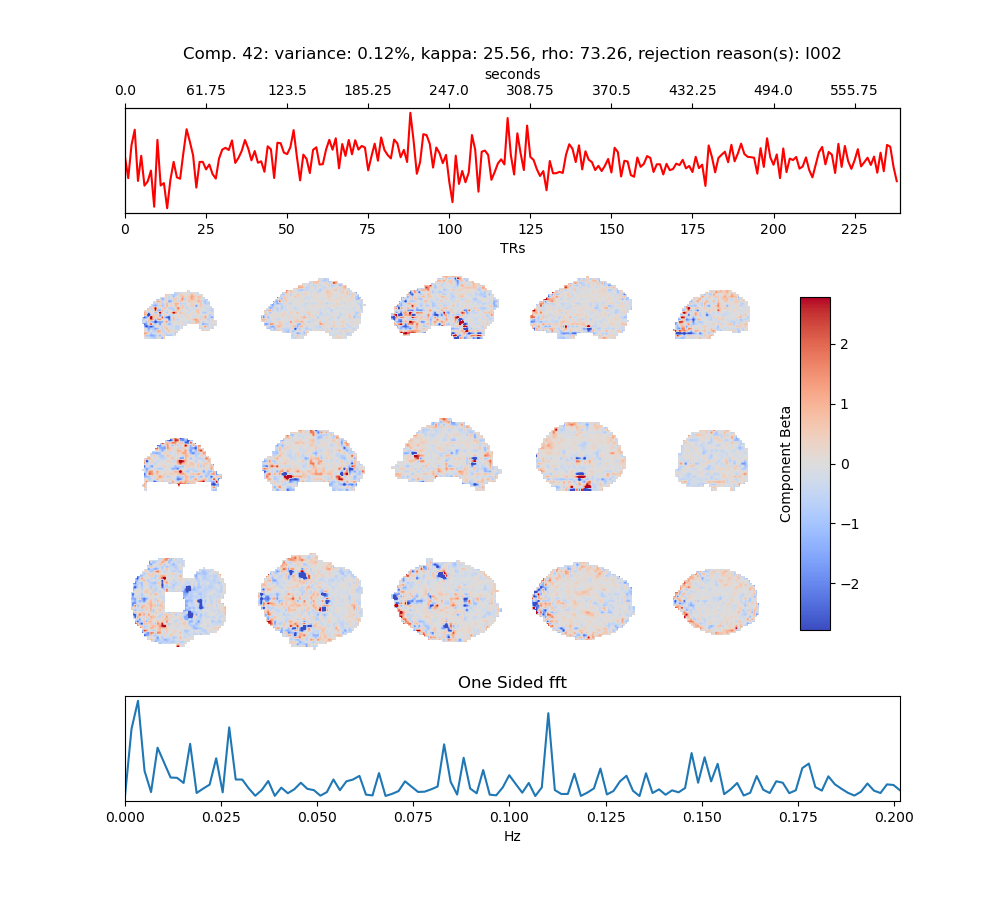 Comp. 42: variance: 0.12%, kappa: 25.56, rho: 73.26, rejection reason(s): I002
seconds
0.0 61.75 123.5 185.25 247.0 308.75 370.5 432.25 494.0 555.75
0 25 50 75 100 125 150 175 200 225
TRs
2
1
0
−1
−2
Component Beta
One Sided fft
0.000 0.025 0.050 0.075 0.100 0.125 0.150 0.175 0.200
Hz